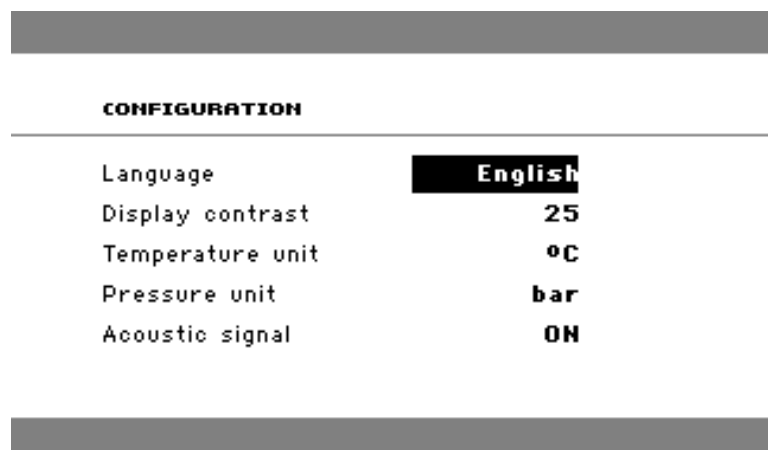 CONFIGURATION
Language English
Display contrast 25
Temperature unit ºC
Pressure unit bar
Acoustic signal ON